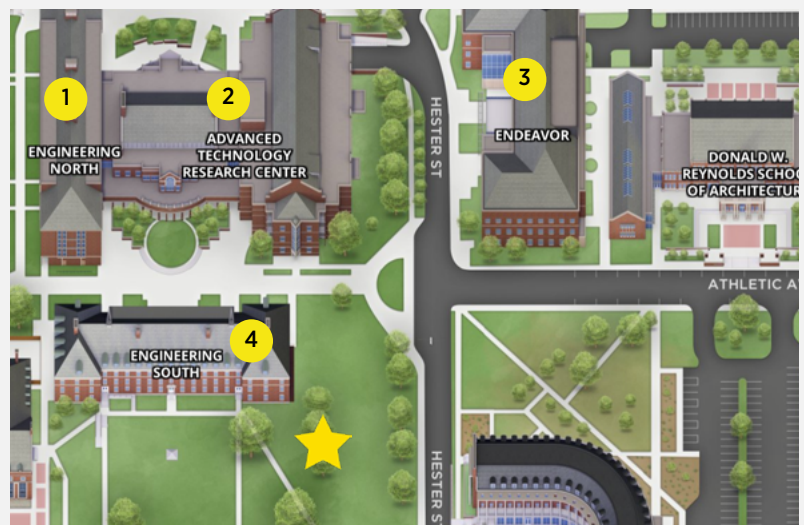 1
2
3
4
ENGINEERING
NORTH
ADVANCED
TECHNOLOGY
RESEARCH CENTER
HESTER ST
ENDEAVOR
DONALD W.
REYNOLDS SCHOO
OF ARCHITECTUR
ATHLETIC A
ENGINEERING
SOUTH
HESTER S